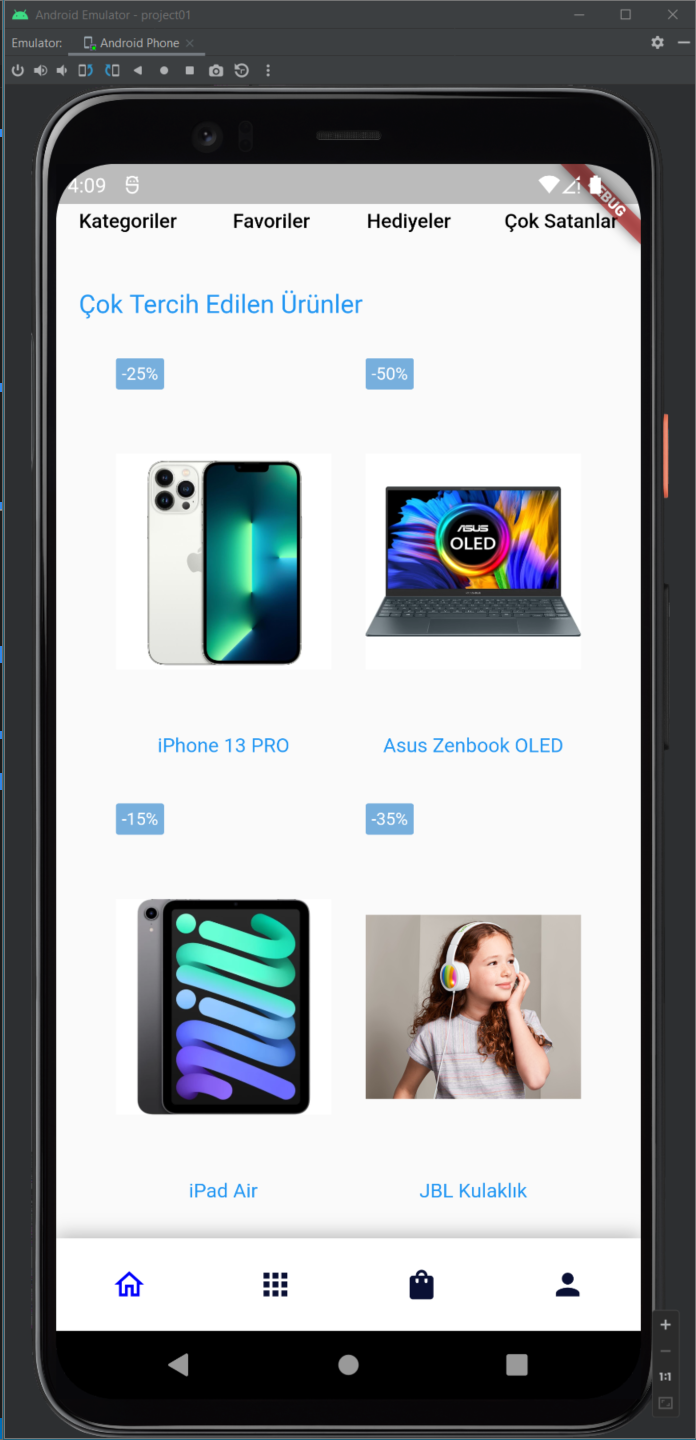 Android Emulator - project01
Emulator: Android Phone
4:09
BUG
Kategoriler Favoriler Hediyeler Çok Satanlar
Çok Tercih Edilen Ürünler
-25% -50%
ASUS
OLED
iPhone 13 PRO Asus Zenbook OLED
-15% -35%
iPad Air JBL Kulaklık
1:1